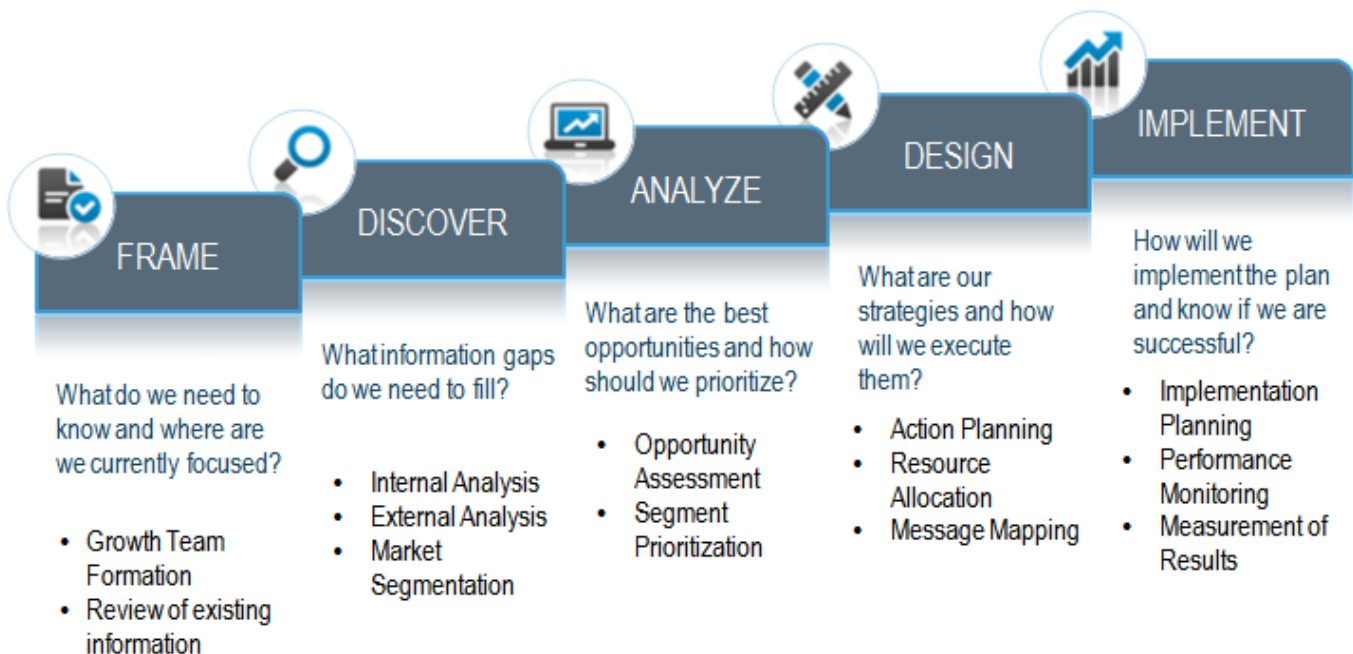 FRAME
What do we need to
know and where are
we currently focused?
• Growth Team
Formation
• Review of existing
information
DISCOVER
What information gaps
do we need to fill?
• Internal Analysis
• External Analysis
• Market
Segmentation
ANALYZE
What are the best
opportunities and how
should we prioritize?
• Opportunity
Assessment
• Segment
Prioritization
DESIGN
What are our
strategies and how
will we execute
them?
• Action Planning
• Resource
Allocation
• Message Mapping
IMPLEMENT
How will we
implement the plan
and know if we are
successful?
• Implementation
Planning
• Performance
Monitoring
• Measurement of
Results